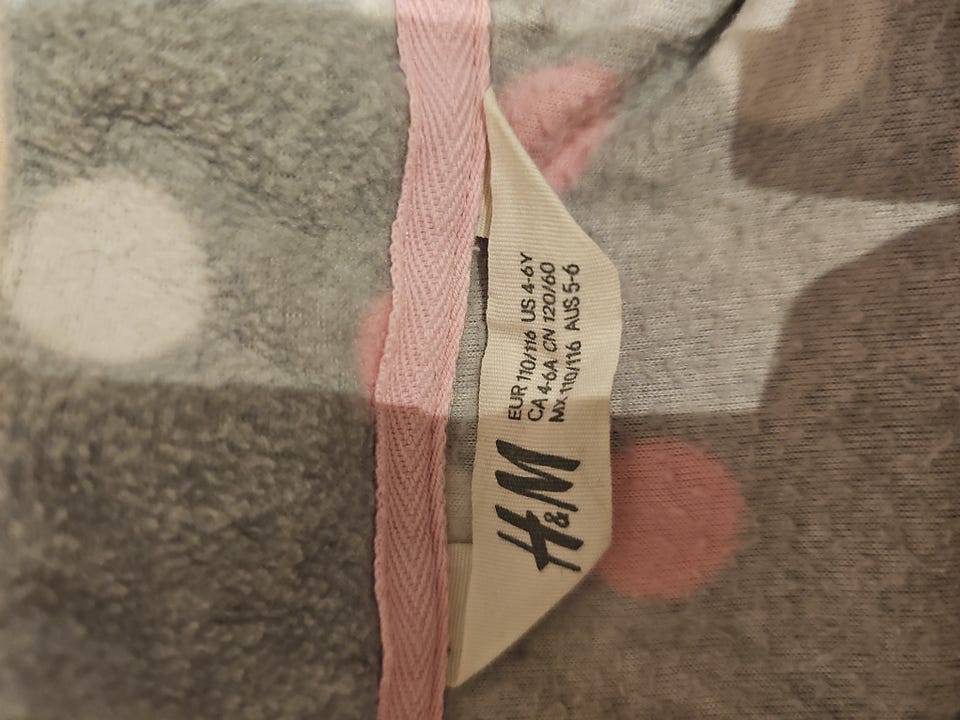 H&M
EUR 110/116 US 4-6Y
CA 4-6A CN 120/60
MX 110/116 AUS 5-6